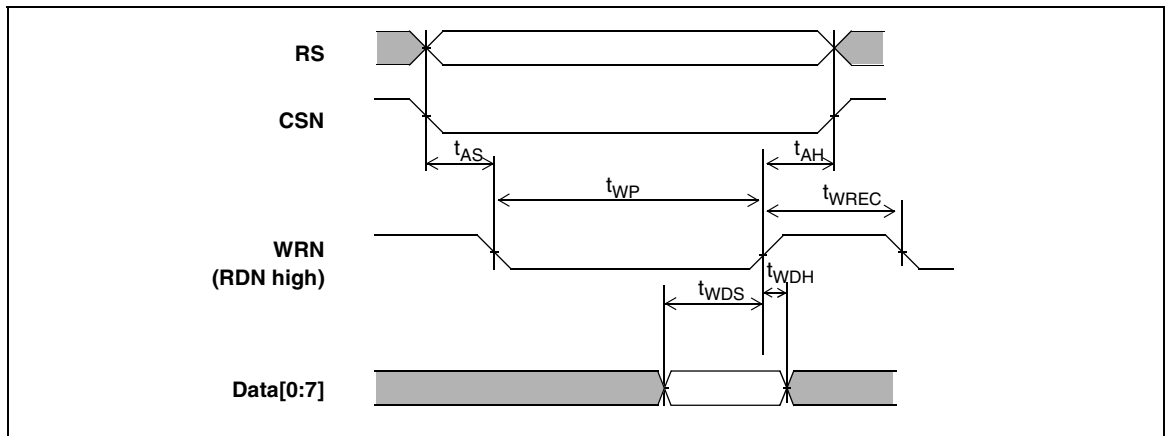 RS
CSN
tAS
tAH
tWP
tWREC
WRN
(RDN high)
tWDH
tWDS
Data[0:7]